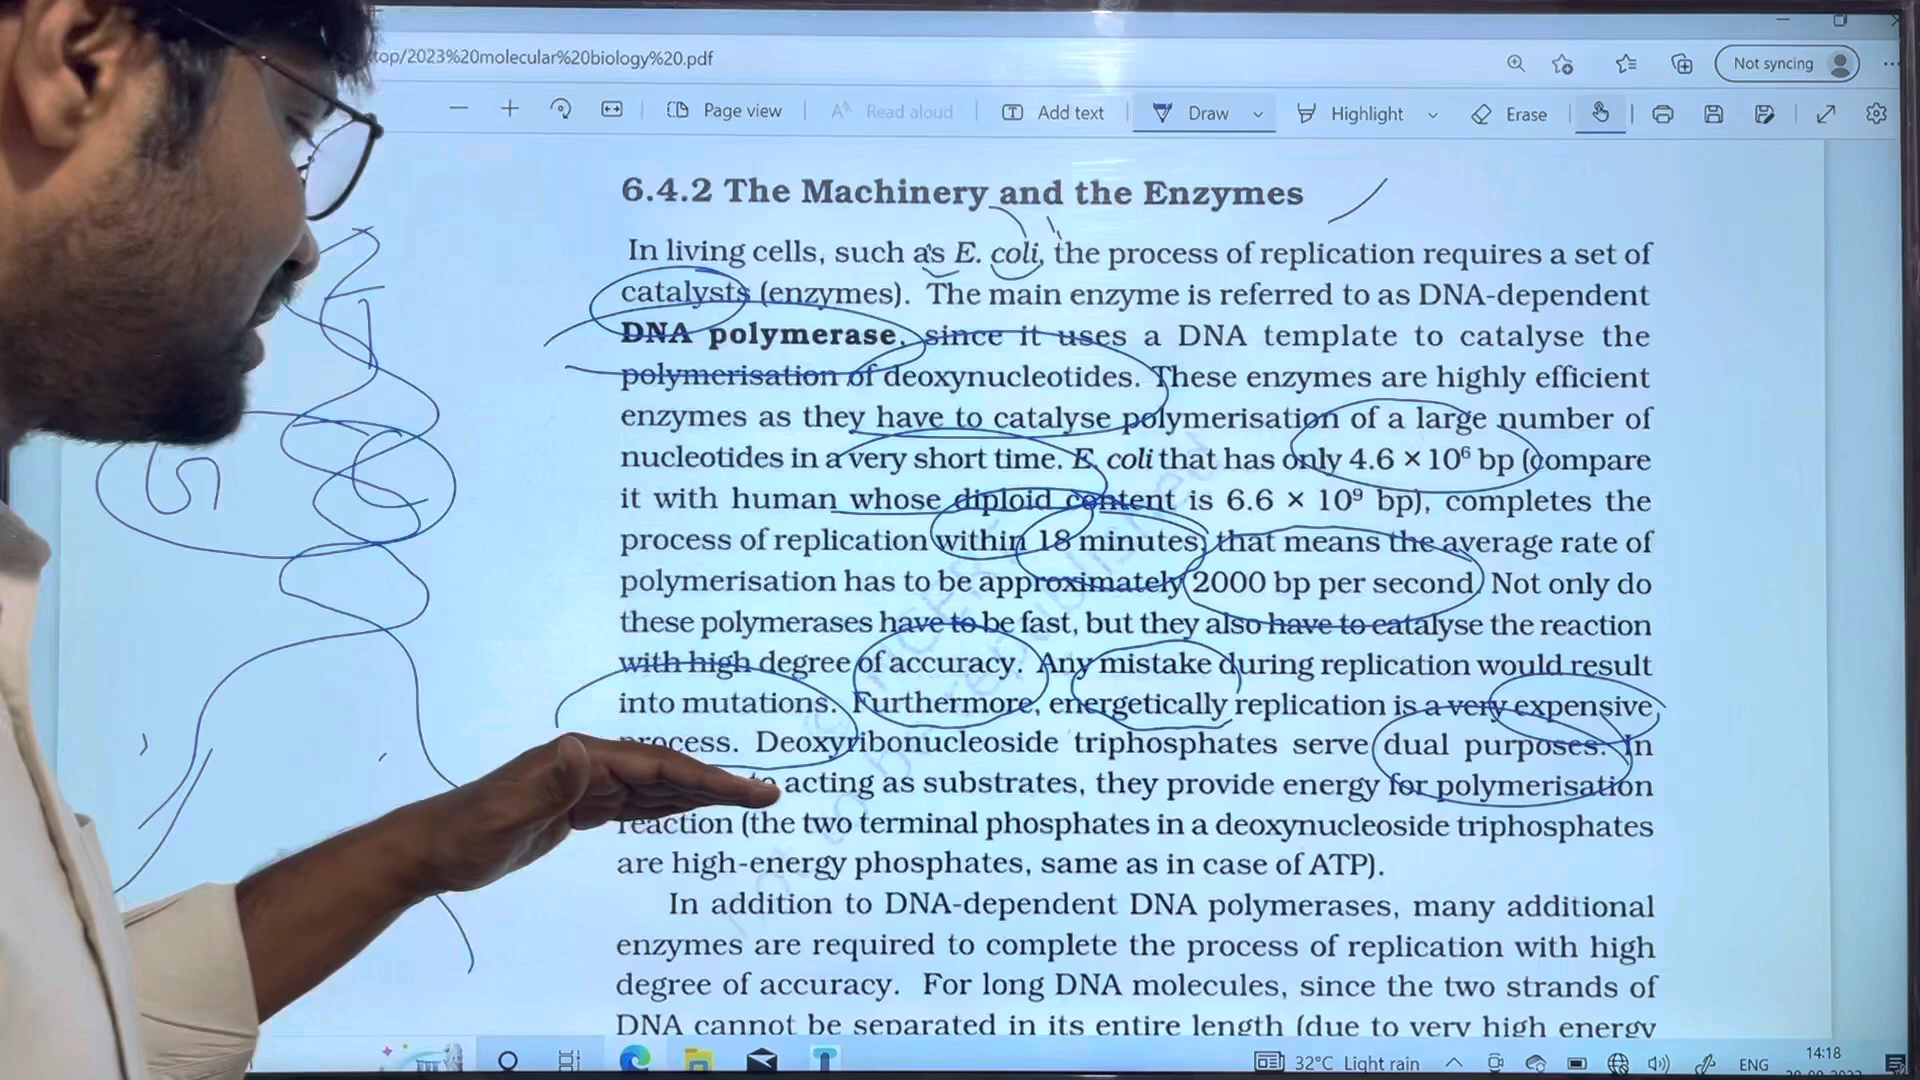 top/2023%20molecular%20biology%20.pdf
Not syncing
Page view
Read aloud
Add text
Draw
Highlight
Erase
6.4.2 The Machinery and the Enzymes
In living cells, such as E. coli, the process of replication requires a set of
catalysts (enzymes). The main enzyme is referred to as DNA-dependent
DNA polymerase, since it uses a DNA template to catalyse the
polymerisation of deoxynucleotides. These enzymes are highly efficient
enzymes as they have to catalyse polymerisation of a large number of
nucleotides in a very short time. E. coli that has only 4.6 × 10⁶ bp (compare
it with human whose diploid content is 6.6 × 10⁹ bp), completes the
process of replication within 18 minutes; that means the average rate of
polymerisation has to be approximately 2000 bp per second. Not only do
these polymerases have to be fast, but they also have to catalyse the reaction
with high degree of accuracy. Any mistake during replication would result
into mutations. Furthermore, energetically replication is a very expensive
process. Deoxyribonucleoside triphosphates serve dual purposes. In
acting as substrates, they provide energy for polymerisation
reaction (the two terminal phosphates in a deoxynucleoside triphosphates
are high-energy phosphates, same as in case of ATP).
In addition to DNA-dependent DNA polymerases, many additional
enzymes are required to complete the process of replication with high
degree of accuracy. For long DNA molecules, since the two strands of
DNA cannot be separated in its entire length (due to very high energy
32°C Light rain
ENG
14:18